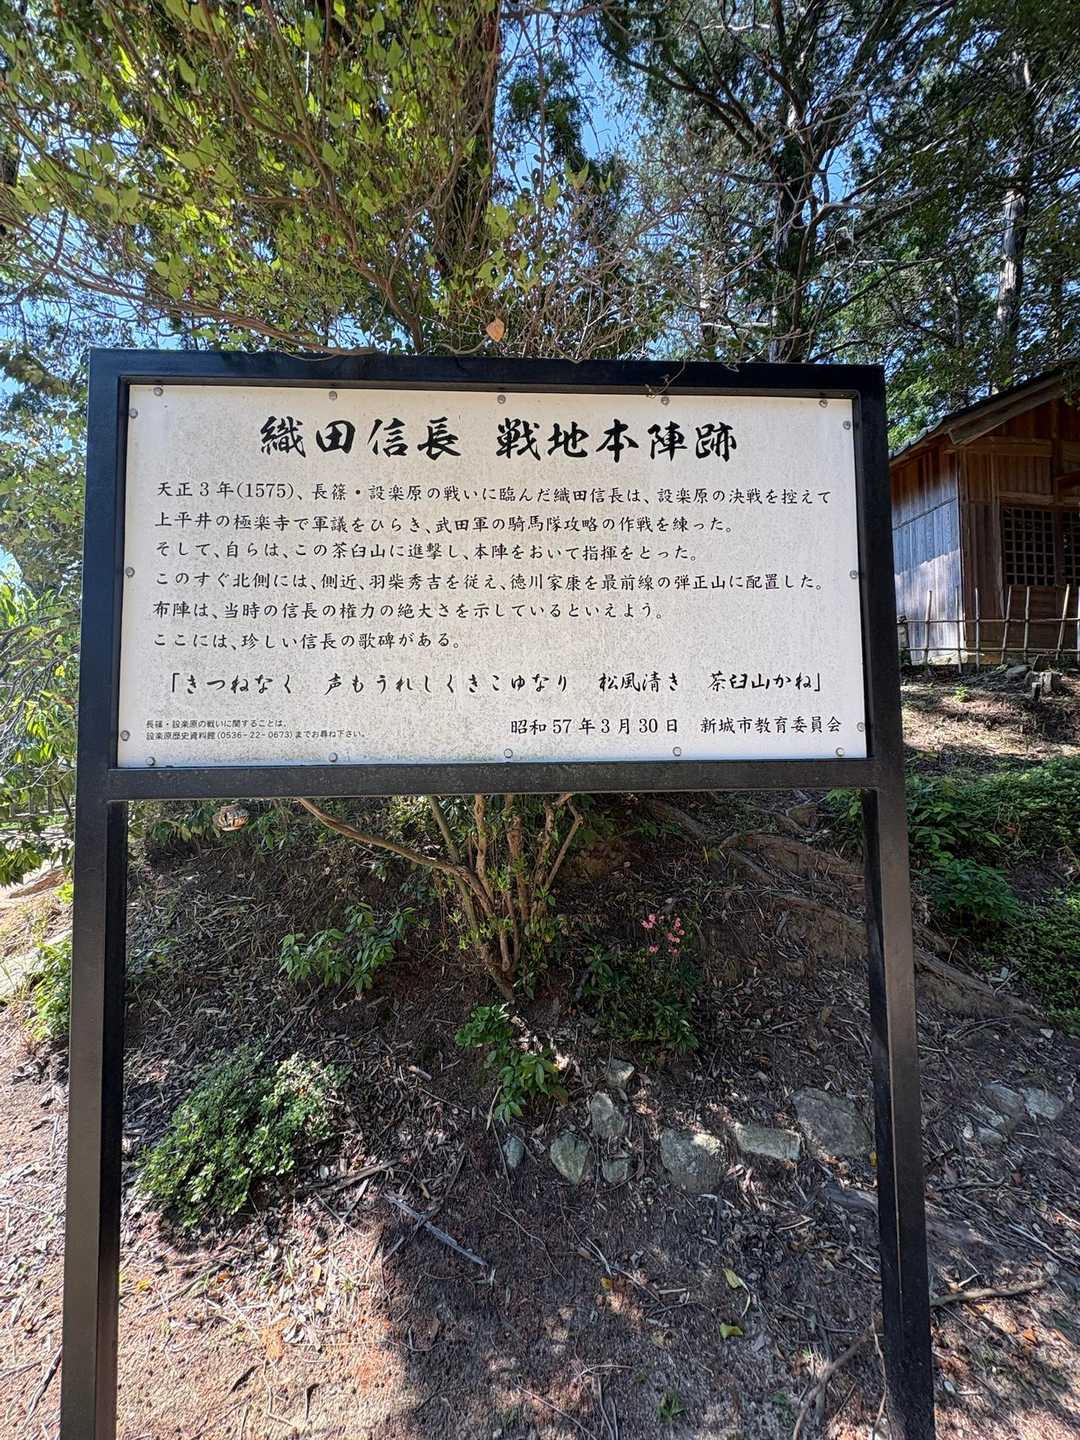 織田信長 戦地本陣跡
天正3年(1575)、長篠・設楽原の戦いに臨んだ織田信長は、設楽原の決戦を控えて
上平井の極楽寺で軍議をひらき、武田軍の騎馬隊攻略の作戦を練った。
そして、自らは、この茶臼山に進撃し、本陣をおいて指揮をとった。
このすぐ北側には、側近、羽柴秀吉を従え、徳川家康を最前線の弾正山に配置した。
布陣は、当時の信長の権力の絶大さを示しているといえよう。
ここには、珍しい信長の歌碑がある。
「きつねなく 声もうれしくきこゆなり 松風清き 茶臼山かね」
長篠・設楽原の戦いに関することは、
設楽原歴史資料館(0536-22-0673)までお尋ね下さい。
昭和57年3月30日 新城市教育委員会